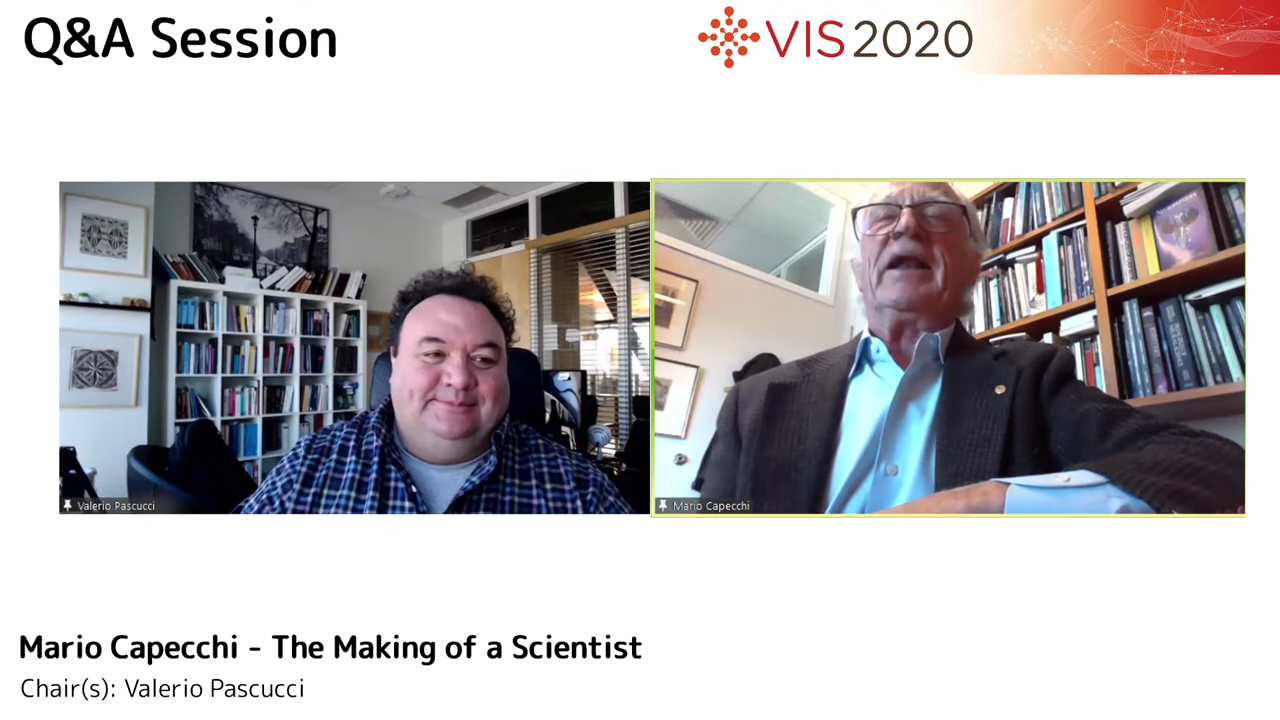 Q&A Session
VIS2020
Valerio Pascucci
Mario Capecchi
Mario Capecchi - The Making of a Scientist
Chair(s): Valerio Pascucci